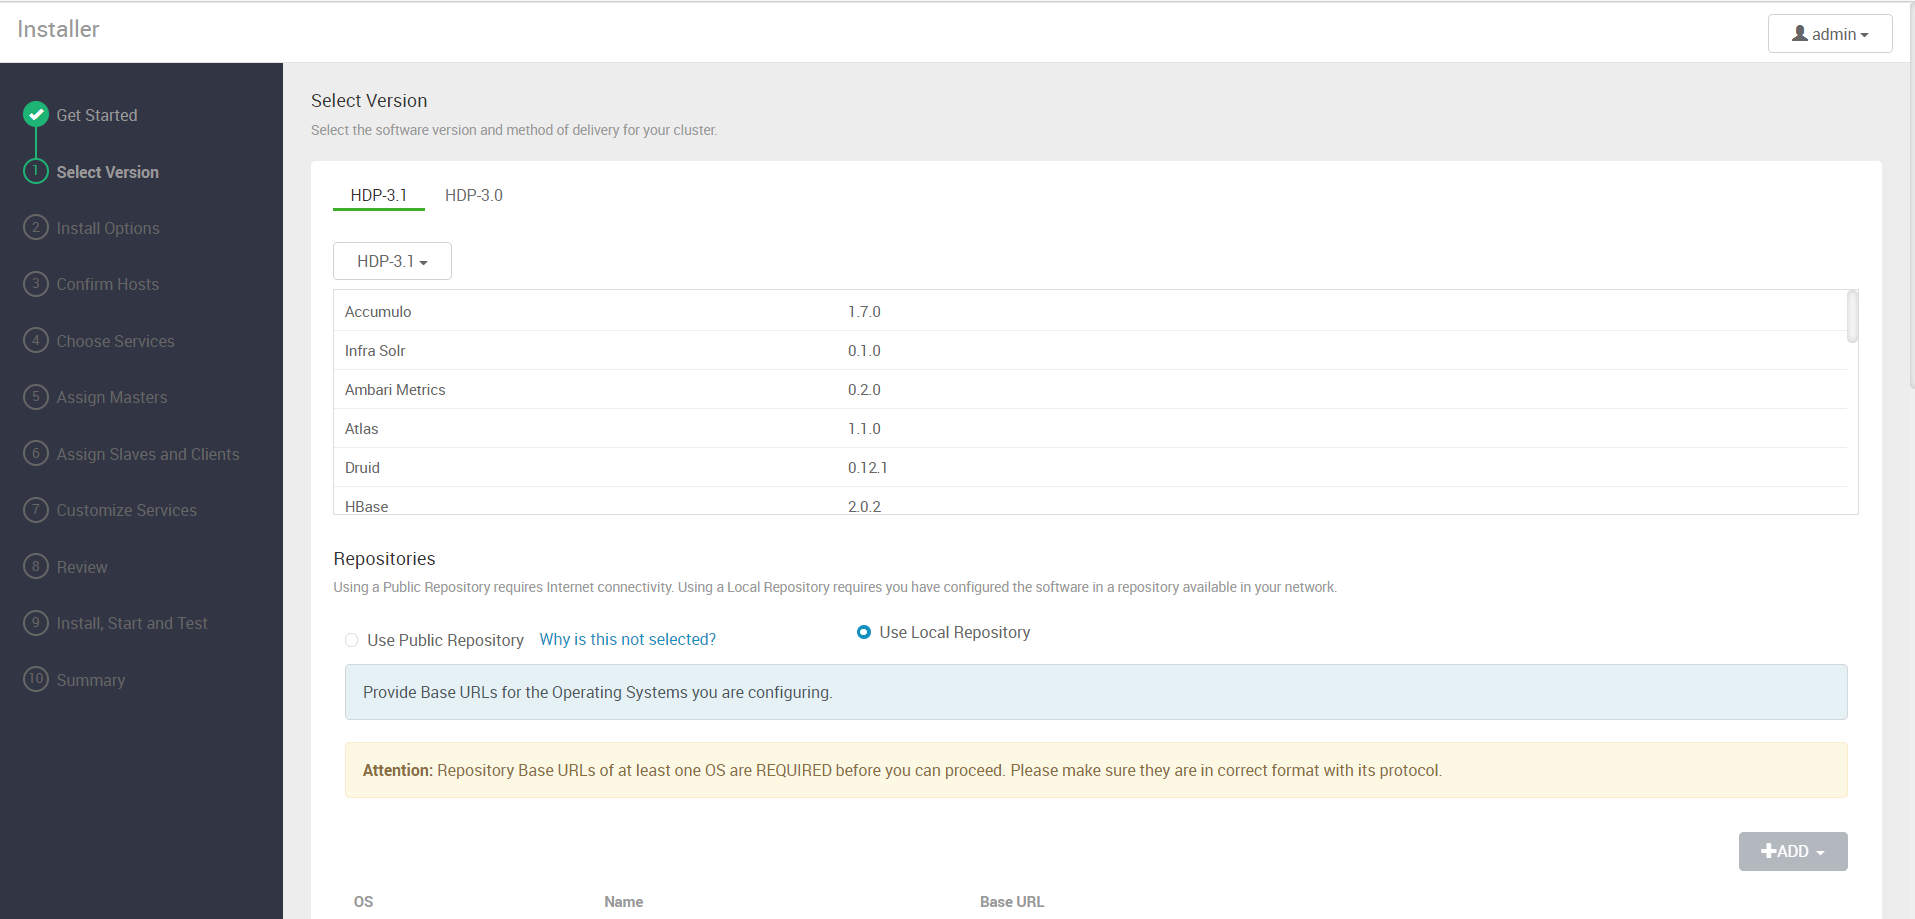 Installer
admin
Get Started
1 Select Version
2 Install Options
3 Confirm Hosts
4 Choose Services
5 Assign Masters
6 Assign Slaves and Clients
7 Customize Services
8 Review
9 Install, Start and Test
10 Summary
Select Version
Select the software version and method of delivery for your cluster.
HDP-3.1 HDP-3.0
HDP-3.1
Accumulo 1.7.0
Infra Solr 0.1.0
Ambari Metrics 0.2.0
Atlas 1.1.0
Druid 0.12.1
HBase 2.0.2
Repositories
Using a Public Repository requires Internet connectivity. Using a Local Repository requires you have configured the software in a repository available in your network.
Use Public Repository Why is this not selected? Use Local Repository
Provide Base URLs for the Operating Systems you are configuring.
Attention: Repository Base URLs of at least one OS are REQUIRED before you can proceed. Please make sure they are in correct format with its protocol.
ADD
OS Name Base URL